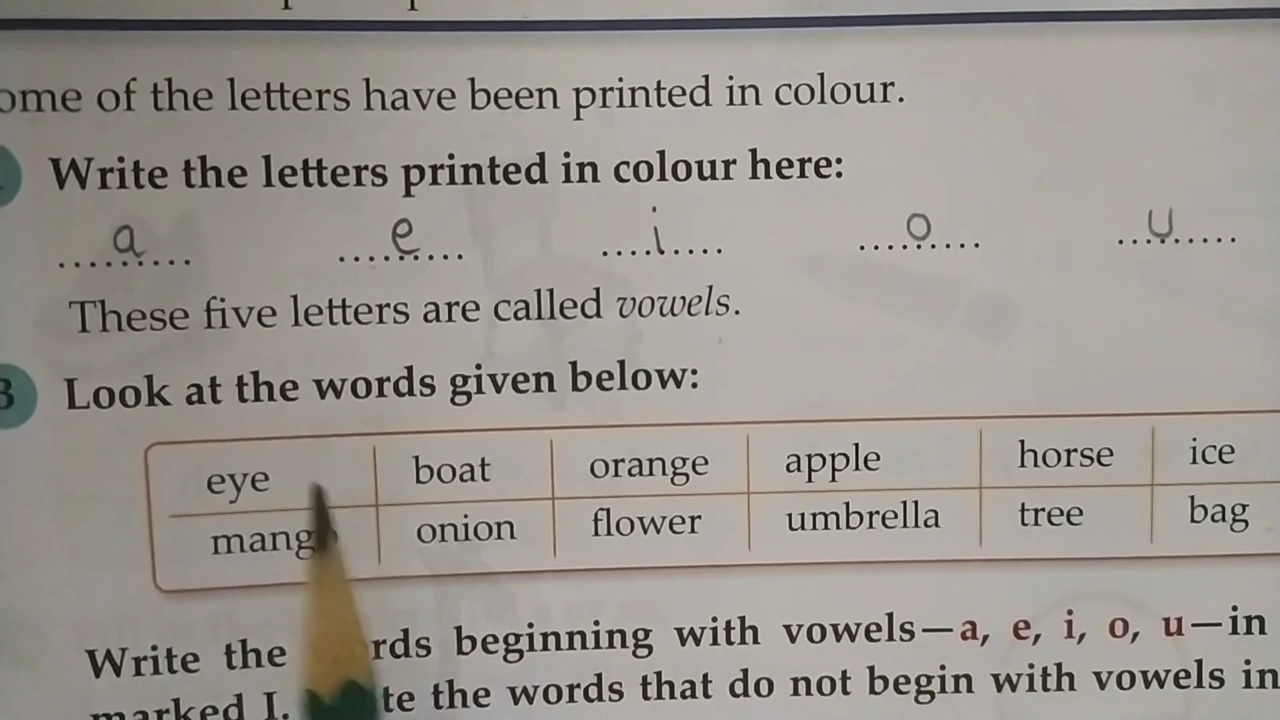 ome of the letters have been printed in colour.
Write the letters printed in colour here:
a e i o u
These five letters are called vowels.
B Look at the words given below:
eye boat orange apple horse ice
mang onion flower umbrella tree bag
Write the rds beginning with vowels—a, e, i, o, u—in
marked I. te the words that do not begin with vowels in